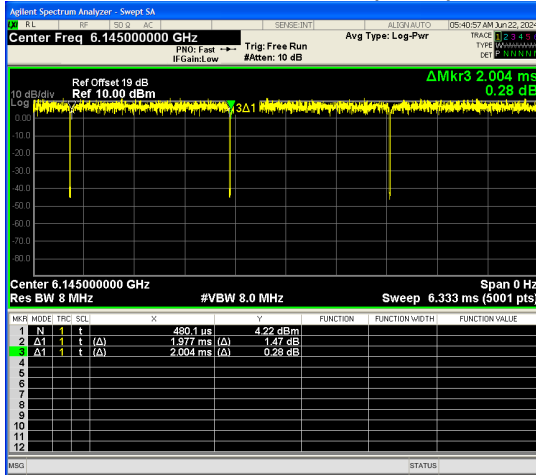 Agilent Spectrum Analyzer - Swept SA
RL RF 50 Ω AC SENSE:INT ALIGN AUTO 05:40:57 AM Jun 22, 2024
Center Freq 6.145000000 GHz
PNO: Fast
IFGain:Low
Trig: Free Run
#Atten: 10 dB
Avg Type: Log-Pwr
TRACE 1 2 3 4 5
TYPE
DET P N N N N
Ref Offset 19 dB
Ref 10.00 dBm
ΔMkr3 2.004 ms
0.28 dB
10 dB/div
Log
3Δ1
0.00
-10.0
-20.0
-30.0
-40.0
-50.0
-60.0
-70.0
-80.0
Center 6.145000000 GHz Span 0 Hz
Res BW 8 MHz #VBW 8.0 MHz Sweep 6.333 ms (5001 pts)
MKR MODE TRC SCL X Y FUNCTION FUNCTION WIDTH FUNCTION VALUE
1 N 1 t 480.1 µs 4.22 dBm
2 Δ1 1 t (Δ) 1.977 ms (Δ) 1.47 dB
3 Δ1 1 t (Δ) 2.004 ms (Δ) 0.28 dB
4
5
6
7
8
9
10
11
12
MSG STATUS